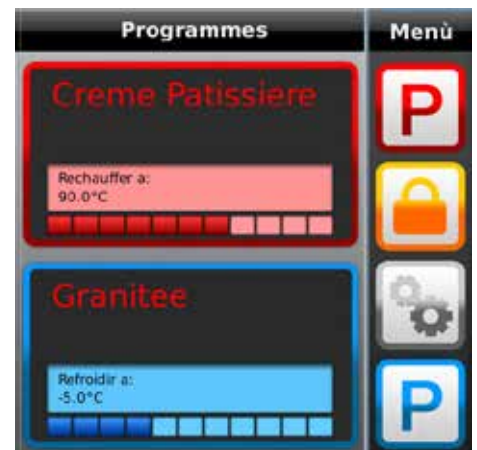 Programmes
Menù
Creme Patissiere
P
Rechauffer a:
90.0°C
Granitee
Refroidir a:
-5.0°C
P